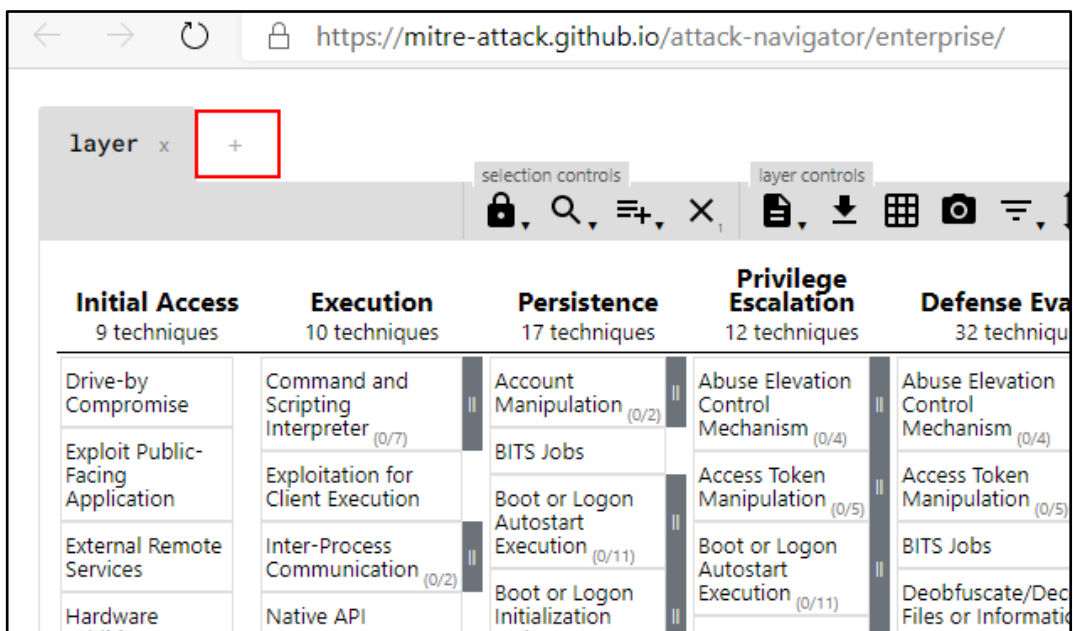 https://mitre-attack.github.io/attack-navigator/enterprise/
layer x +
selection controls
layer controls
Initial Access
9 techniques
Drive-by
Compromise
Exploit Public-
Facing
Application
External Remote
Services
Hardware
Execution
10 techniques
Command and
Scripting
Interpreter (0/7)
Exploitation for
Client Execution
Inter-Process
Communication (0/2)
Native API
Persistence
17 techniques
Account
Manipulation (0/2)
BITS Jobs
Boot or Logon
Autostart
Execution (0/11)
Boot or Logon
Initialization
Privilege
Escalation
12 techniques
Abuse Elevation
Control
Mechanism (0/4)
Access Token
Manipulation (0/5)
Boot or Logon
Autostart
Execution (0/11)
Defense Eva
32 techniqu
Abuse Elevation
Control
Mechanism (0/4)
Access Token
Manipulation (0/5)
BITS Jobs
Deobfuscate/Dec
Files or Informatic